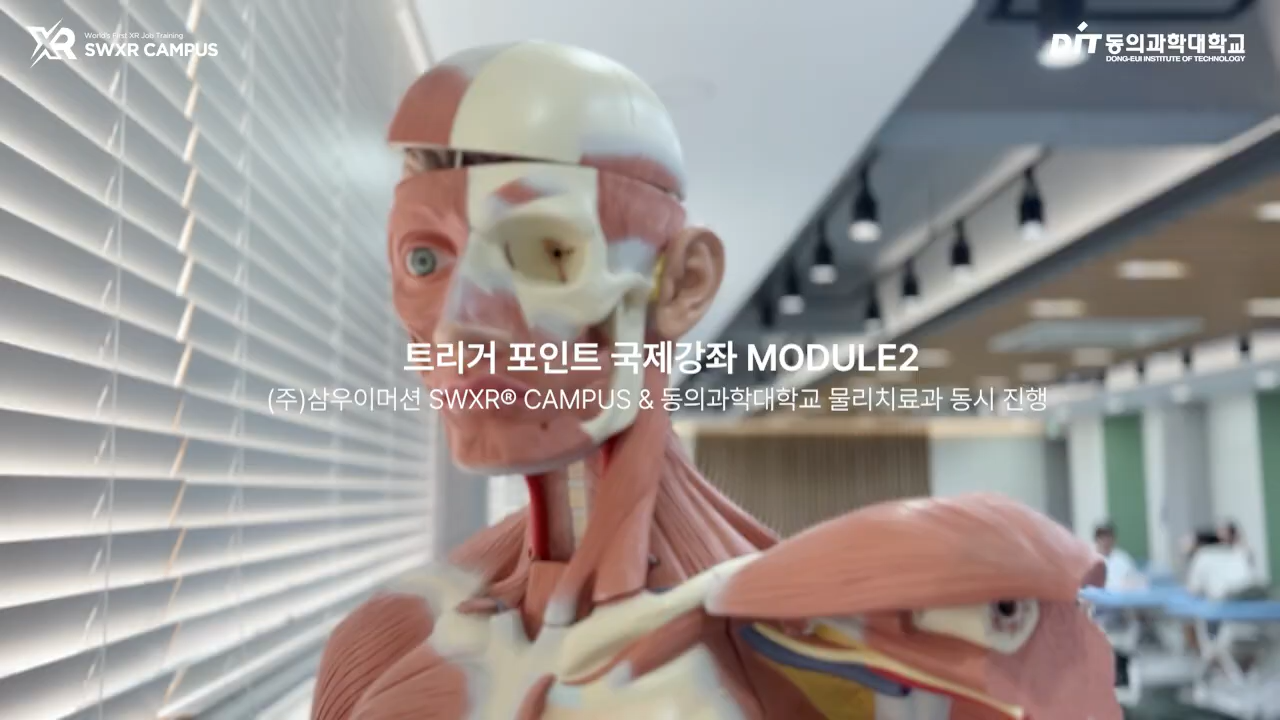 World's First XR Job Training
XR SWXR CAMPUS
DIT 동의과학대학교
DONG-EUI INSTITUTE OF TECHNOLOGY
트리거 포인트 국제강좌 MODULE2
(주)삼우이머션 SWXR® CAMPUS & 동의과학대학교 물리치료과 동시 진행